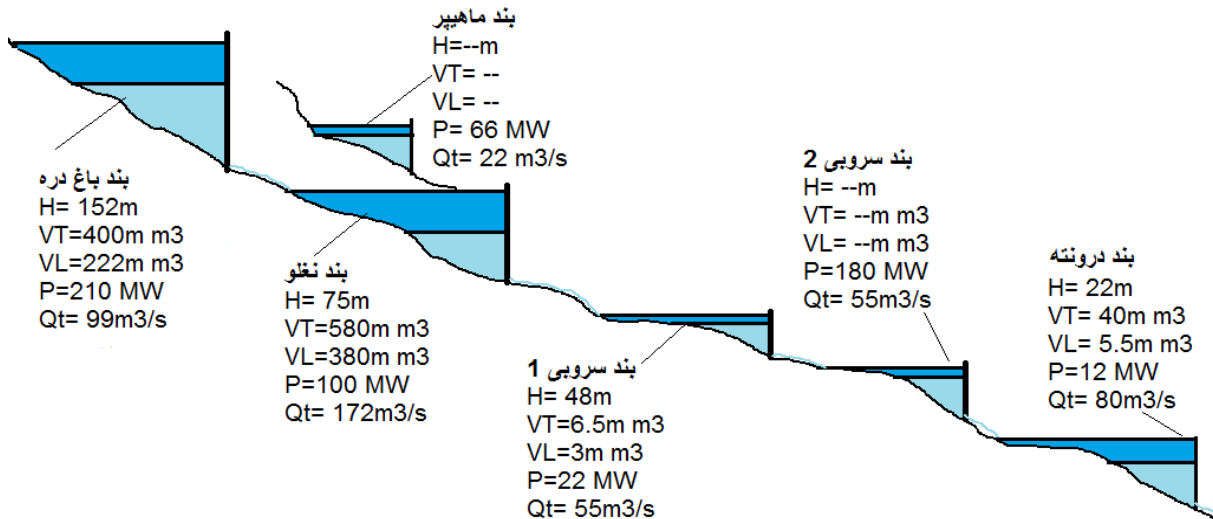 بند ماهیپر
H=--m
VT= --
VL= --
P= 66 MW
Qt= 22 m3/s
بند باغ دره
H= 152m
VT=400m m3
VL=222m m3
P=210 MW
Qt= 99m3/s
بند نغلو
H= 75m
VT=580m m3
VL=380m m3
P=100 MW
Qt= 172m3/s
بند سروبی 1
H= 48m
VT=6.5m m3
VL=3m m3
P=22 MW
Qt= 55m3/s
بند سروبی 2
H= --m
VT= --m m3
VL= --m m3
P=180 MW
Qt= 55m3/s
بند درونته
H= 22m
VT= 40m m3
VL= 5.5m m3
P=12 MW
Qt= 80m3/s